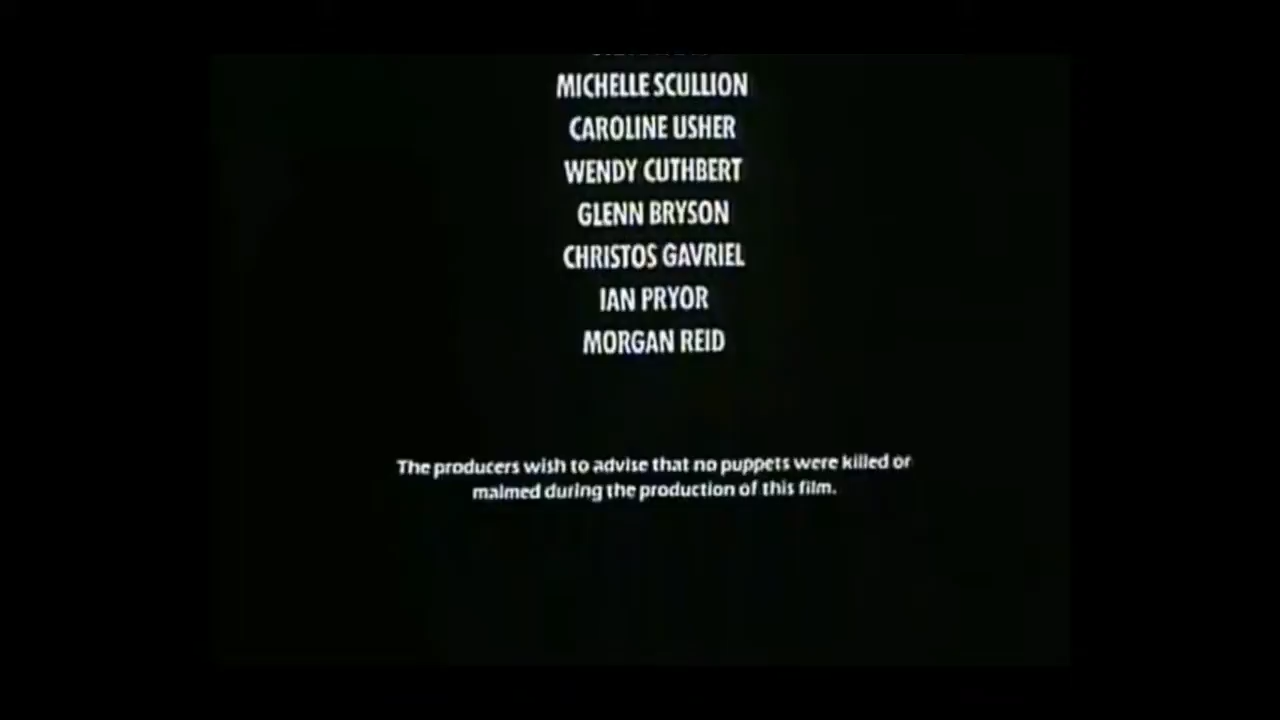 MICHELLE SCULLION
CAROLINE USHER
WENDY CUTHBERT
GLENN BRYSON
CHRISTOS GAVRIEL
IAN PRYOR
MORGAN REID
The producers wish to advise that no puppets were killed or
maimed during the production of this film.